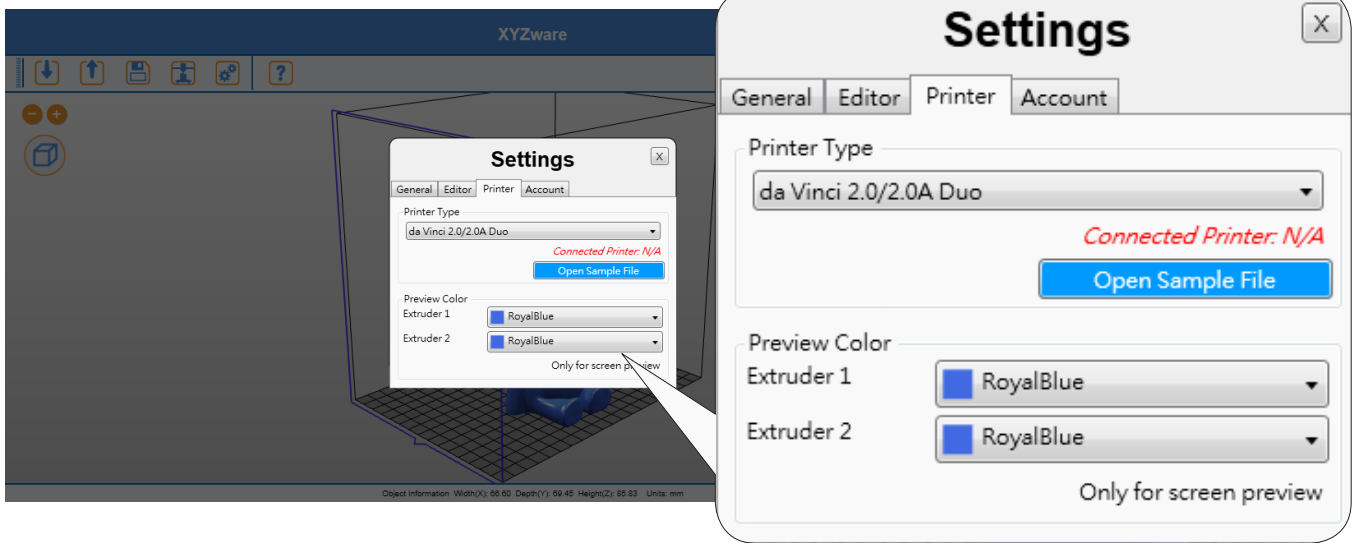 XYZware
?
Settings
X
General Editor Printer Account
Printer Type
da Vinci 2.0/2.0A Duo
Connected Printer: N/A
Open Sample File
Preview Color
Extruder 1 RoyalBlue
Extruder 2 RoyalBlue
Only for screen preview
Object Information Width(X): 66.60 Depth(Y): 69.45 Height(Z): 85.83 Units: mm
Settings
X
General Editor Printer Account
Printer Type
da Vinci 2.0/2.0A Duo
Connected Printer: N/A
Open Sample File
Preview Color
Extruder 1 RoyalBlue
Extruder 2 RoyalBlue
Only for screen preview